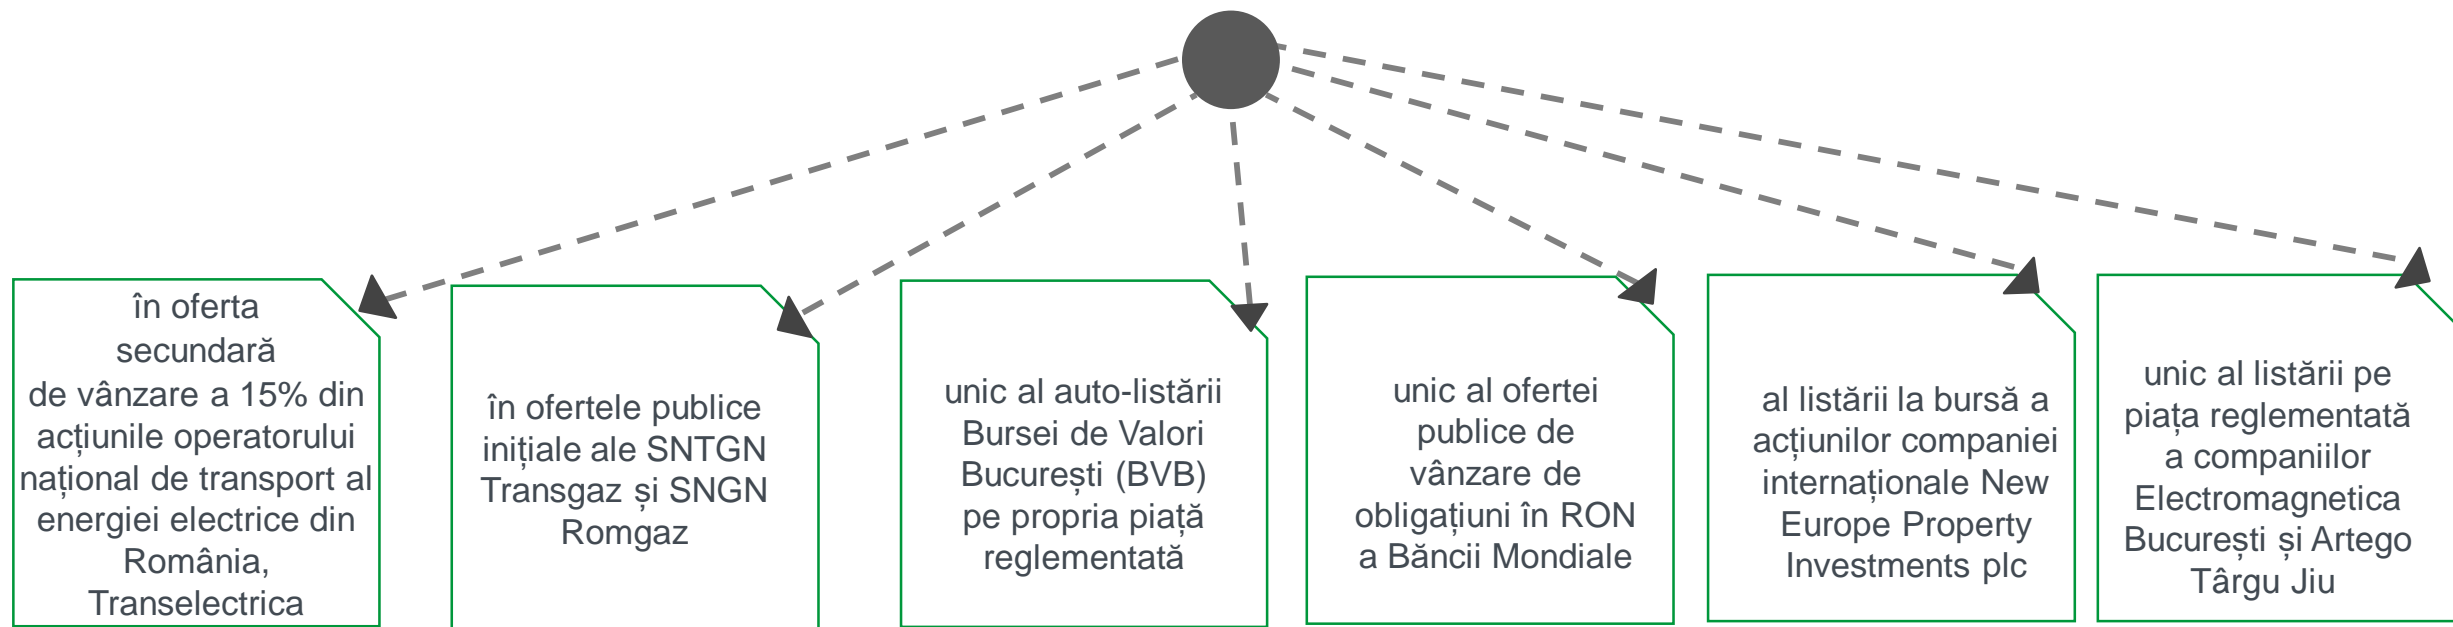 în oferta
secundară
de vânzare a 15% din
acțiunile operatorului
național de transport al
energiei electrice din
România,
Transelectrica
în ofertele publice
inițiale ale SNTGN
Transgaz și SNGN
Romgaz
unic al auto-listării
Bursei de Valori
București (BVB)
pe propria piață
reglementată
unic al ofertei
publice de
vânzare de
obligațiuni în RON
a Băncii Mondiale
al listării la bursă a
acțiunilor companiei
internaționale New
Europe Property
Investments plc
unic al listării pe
piața reglementată
a companiilor
Electromagnetica
București și Artego
Târgu Jiu